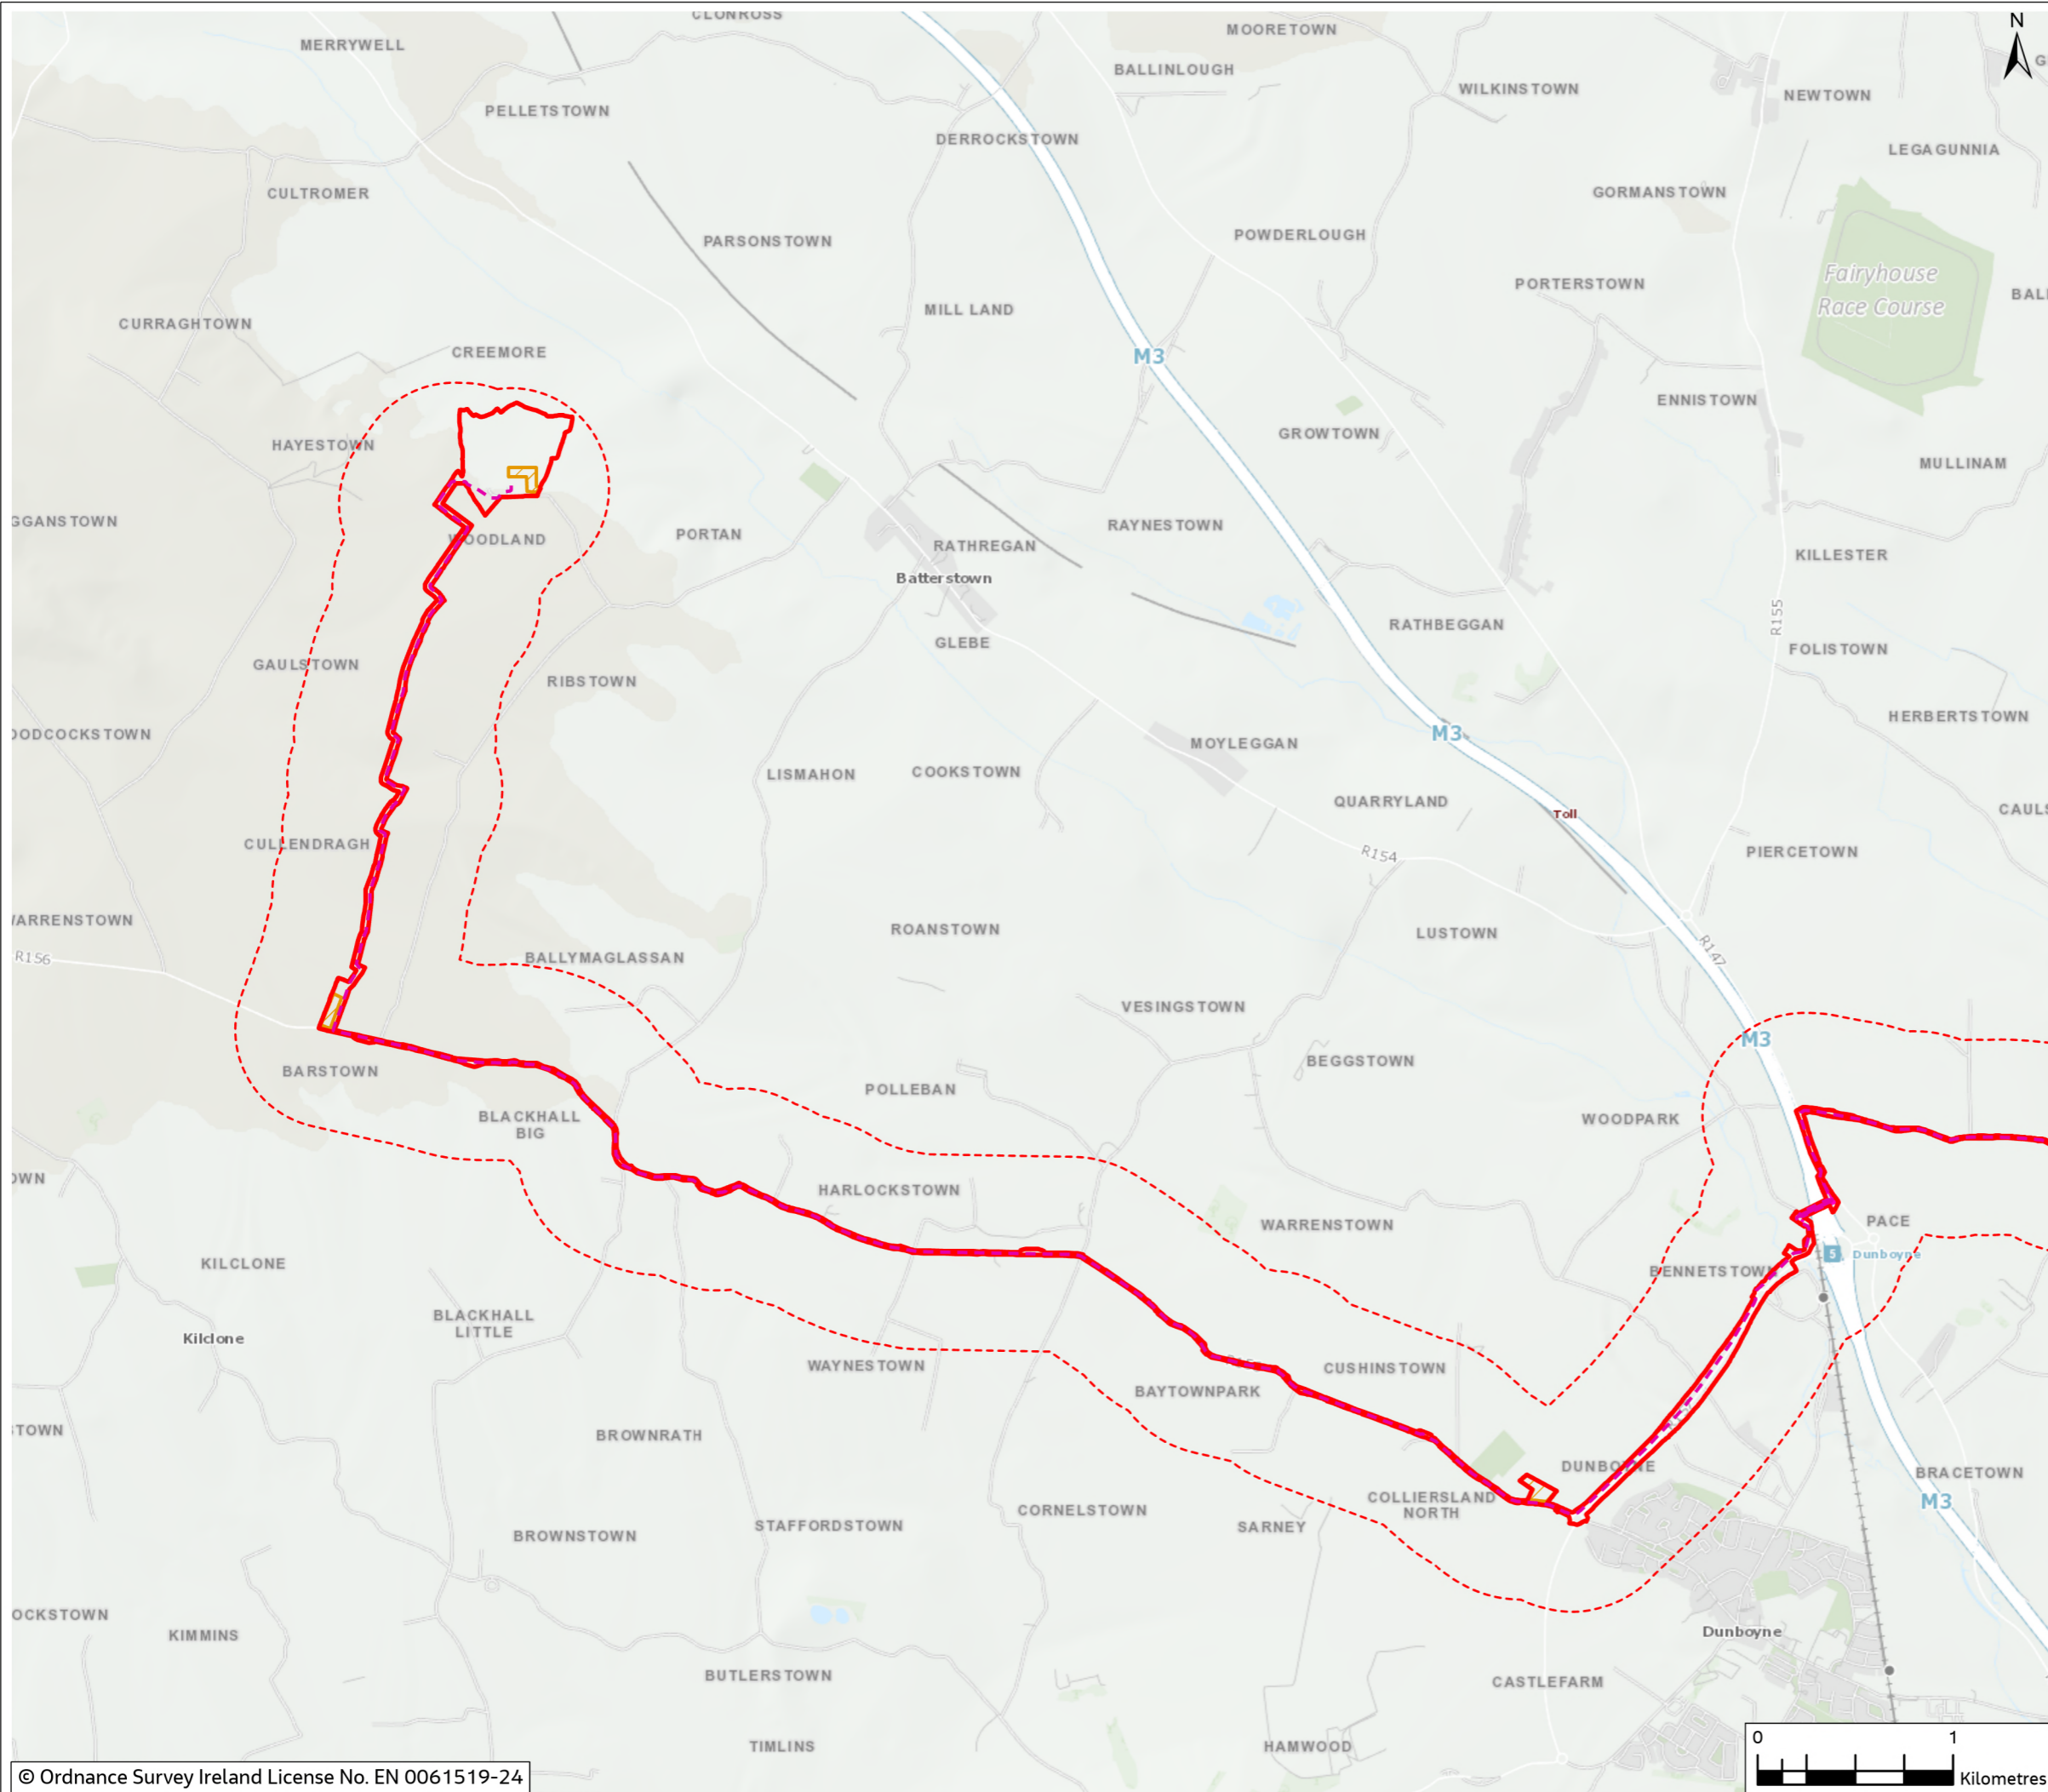 CLONROSS
N
MERRYWELL
MOORETOWN
BALLINLOUGH
WILKINSTOWN
NEWTOWN
PELLETSTOWN
DERROCKSTOWN
LEGAGUNNIA
CULTROMER
GORMANSTOWN
PARSONSTOWN
POWDERLOUGH
Fairyhouse
Race Course
PORTERSTOWN
MILL LAND
CURRAGHTOWN
CREEMORE
M3
ENNISTOWN
GROWTOWN
HAYESTOWN
MULLINAM
GGANSTOWN
RAYNESTOWN
PORTAN
WOODLAND
RATHREGAN
KILLESTER
Batterstown
R155
RATHBEGGAN
GLEBE
FOLISTOWN
GAULSTOWN
RIBSTOWN
HERBERTSTOWN
OODCOCKSTOWN
M3
MOYLEGGAN
LISMAHON
COOKSTOWN
QUARRYLAND
CAULS
Toll
CULLENDRAGH
R154
PIERCETOWN
ARRENSTOWN
ROANSTOWN
LUSTOWN
R147
R156
BALLYMAGLASSAN
VESINGSTOWN
M3
BEGGSTOWN
BARSTOWN
POLLEBAN
BLACKHALL
BIG
WOODPARK
OWN
HARLOCKSTOWN
WARRENSTOWN
PACE
5
Dunboyne
KILCLONE
BENNETSTOWN
BLACKHALL
LITTLE
Kilclone
WAYNESTOWN
CUSHINSTOWN
BAYTOWNPARK
TOWN
BROWNRATH
DUNBOYNE
BRACETOWN
COLLIERSLAND
NORTH
M3
CORNELSTOWN
STAFFORDSTOWN
SARNEY
BROWNSTOWN
OCKSTOWN
KIMMINS
Dunboyne
BUTLERSTOWN
CASTLEFARM
TIMLINS
HAMWOOD
0 1
Kilometres
© Ordnance Survey Ireland License No. EN 0061519-24